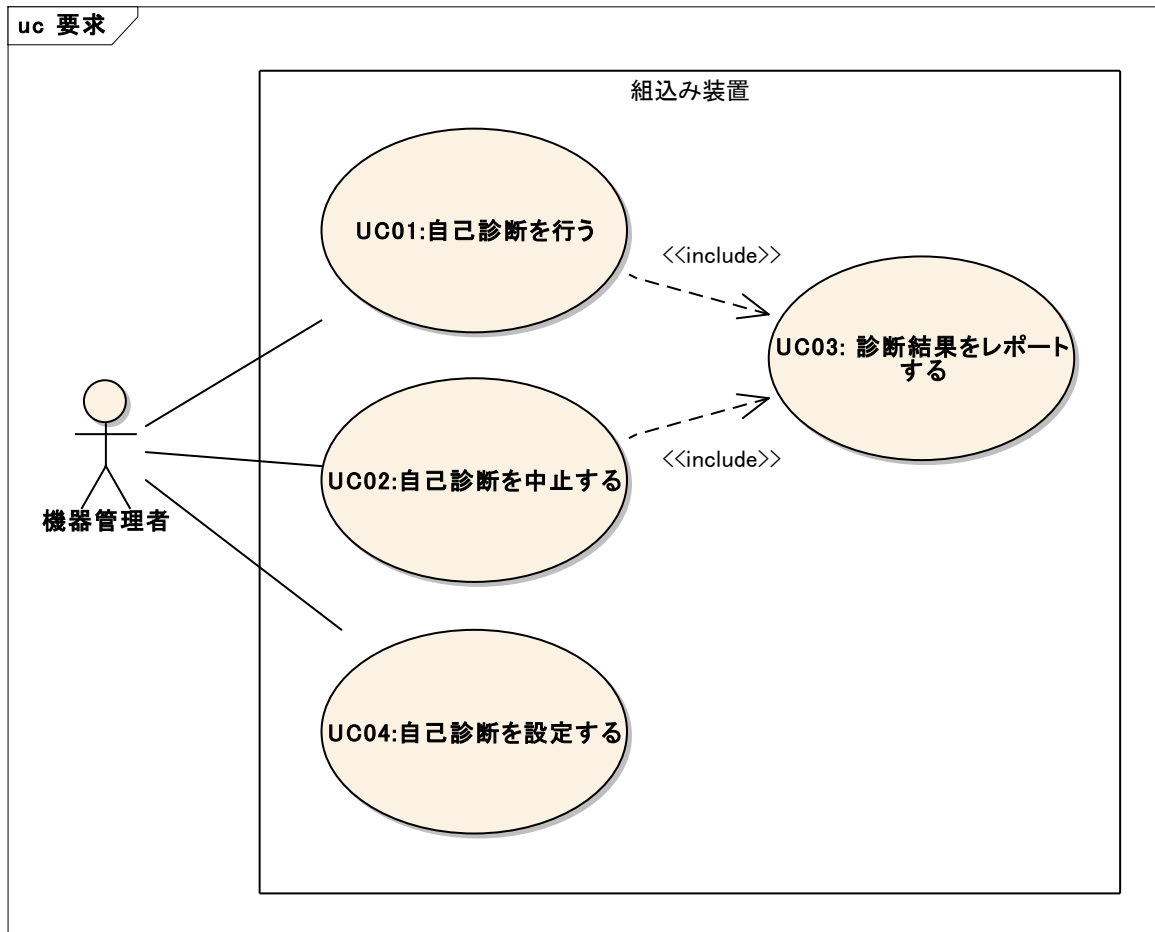 uc 要求
組込み装置
UC01:自己診断を行う
<<include>>
UC03: 診断結果をレポート
する
<<include>>
UC02:自己診断を中止する
機器管理者
UC04:自己診断を設定する